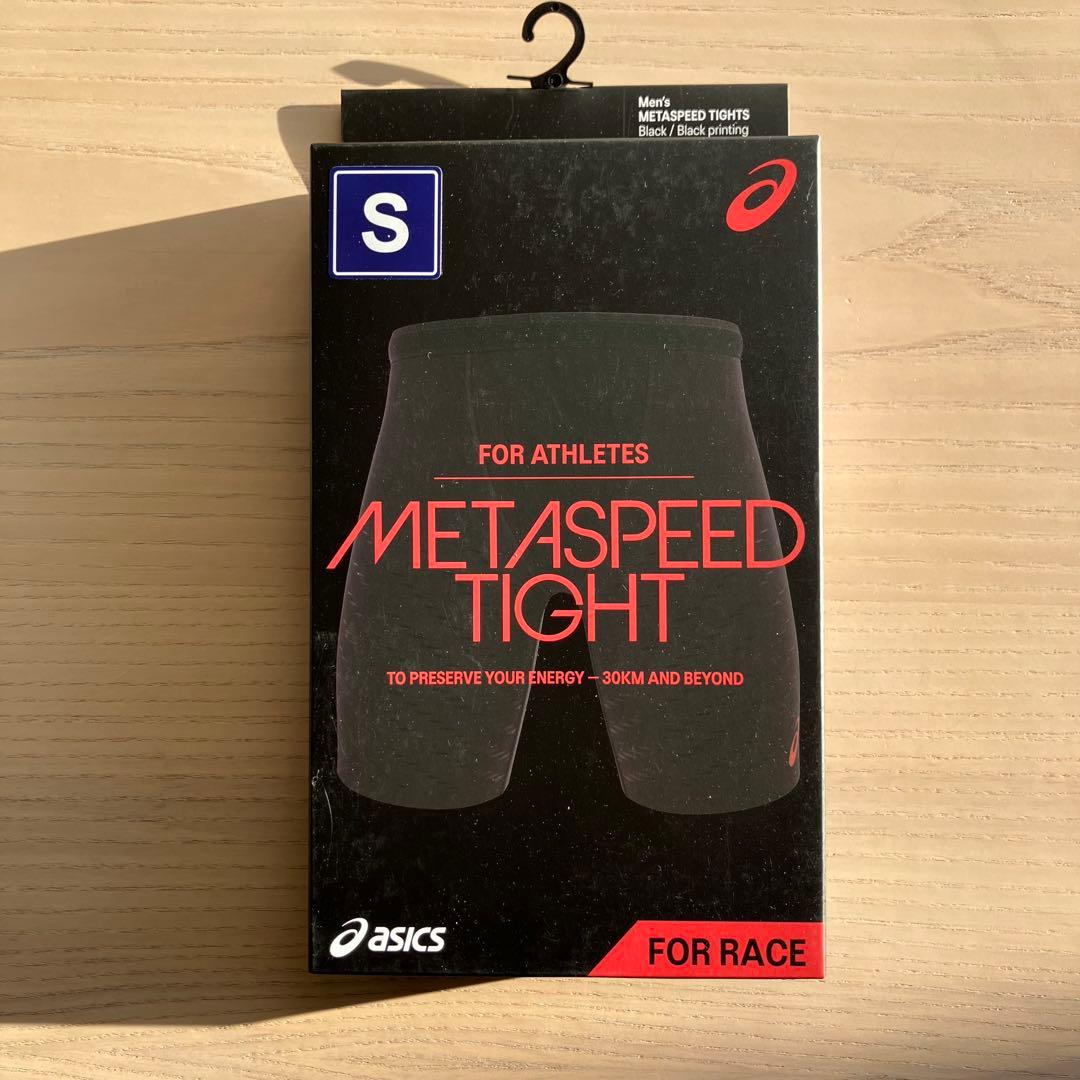 Men's
METASPEED TIGHTS
Black / Black printing
S
FOR ATHLETES
METASPEED
TIGHT
TO PRESERVE YOUR ENERGY – 30KM AND BEYOND
asics
FOR RACE